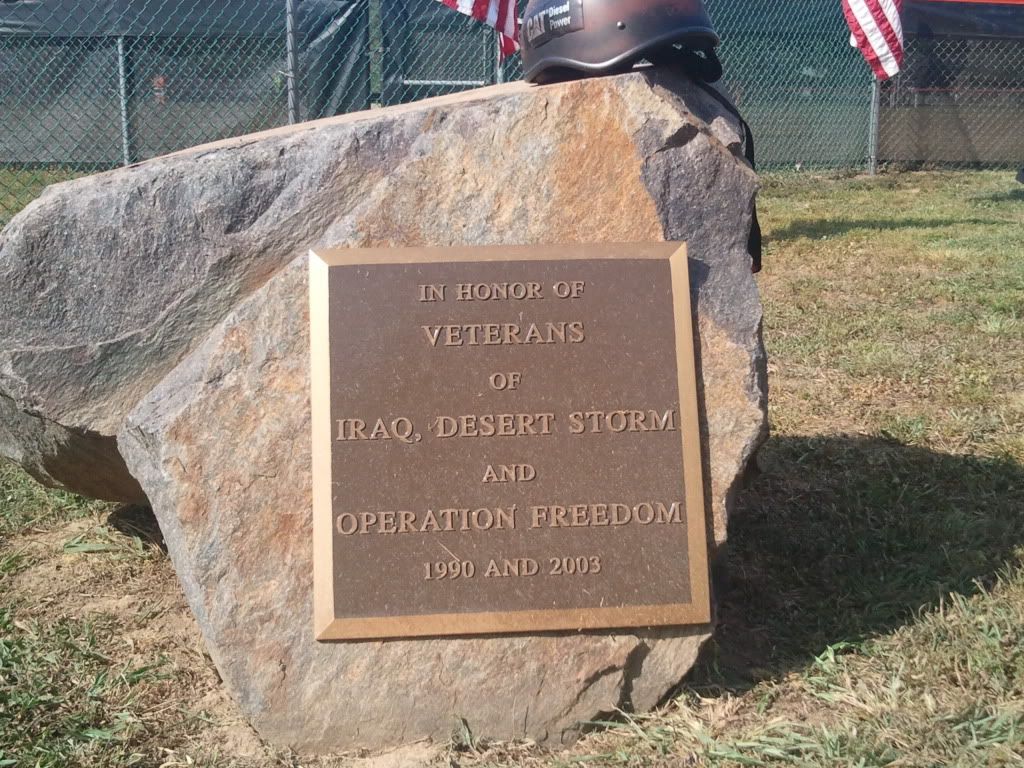 CAT Diesel
Power
IN HONOR OF
VETERANS
OF
IRAQ, DESERT STORM
AND
OPERATION FREEDOM
1990 AND 2003